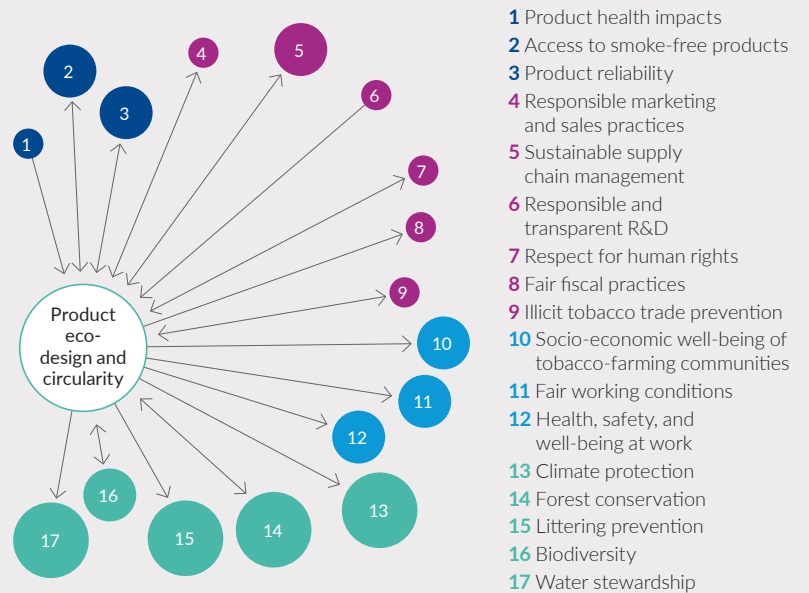 1
2
3
4
5
6
7
8
9
10
11
12
13
14
15
16
17
Product
eco-
design and
circularity
1 Product health impacts
2 Access to smoke-free products
3 Product reliability
4 Responsible marketing
and sales practices
5 Sustainable supply
chain management
6 Responsible and
transparent R&D
7 Respect for human rights
8 Fair fiscal practices
9 Illicit tobacco trade prevention
10 Socio-economic well-being of
tobacco-farming communities
11 Fair working conditions
12 Health, safety, and
well-being at work
13 Climate protection
14 Forest conservation
15 Littering prevention
16 Biodiversity
17 Water stewardship